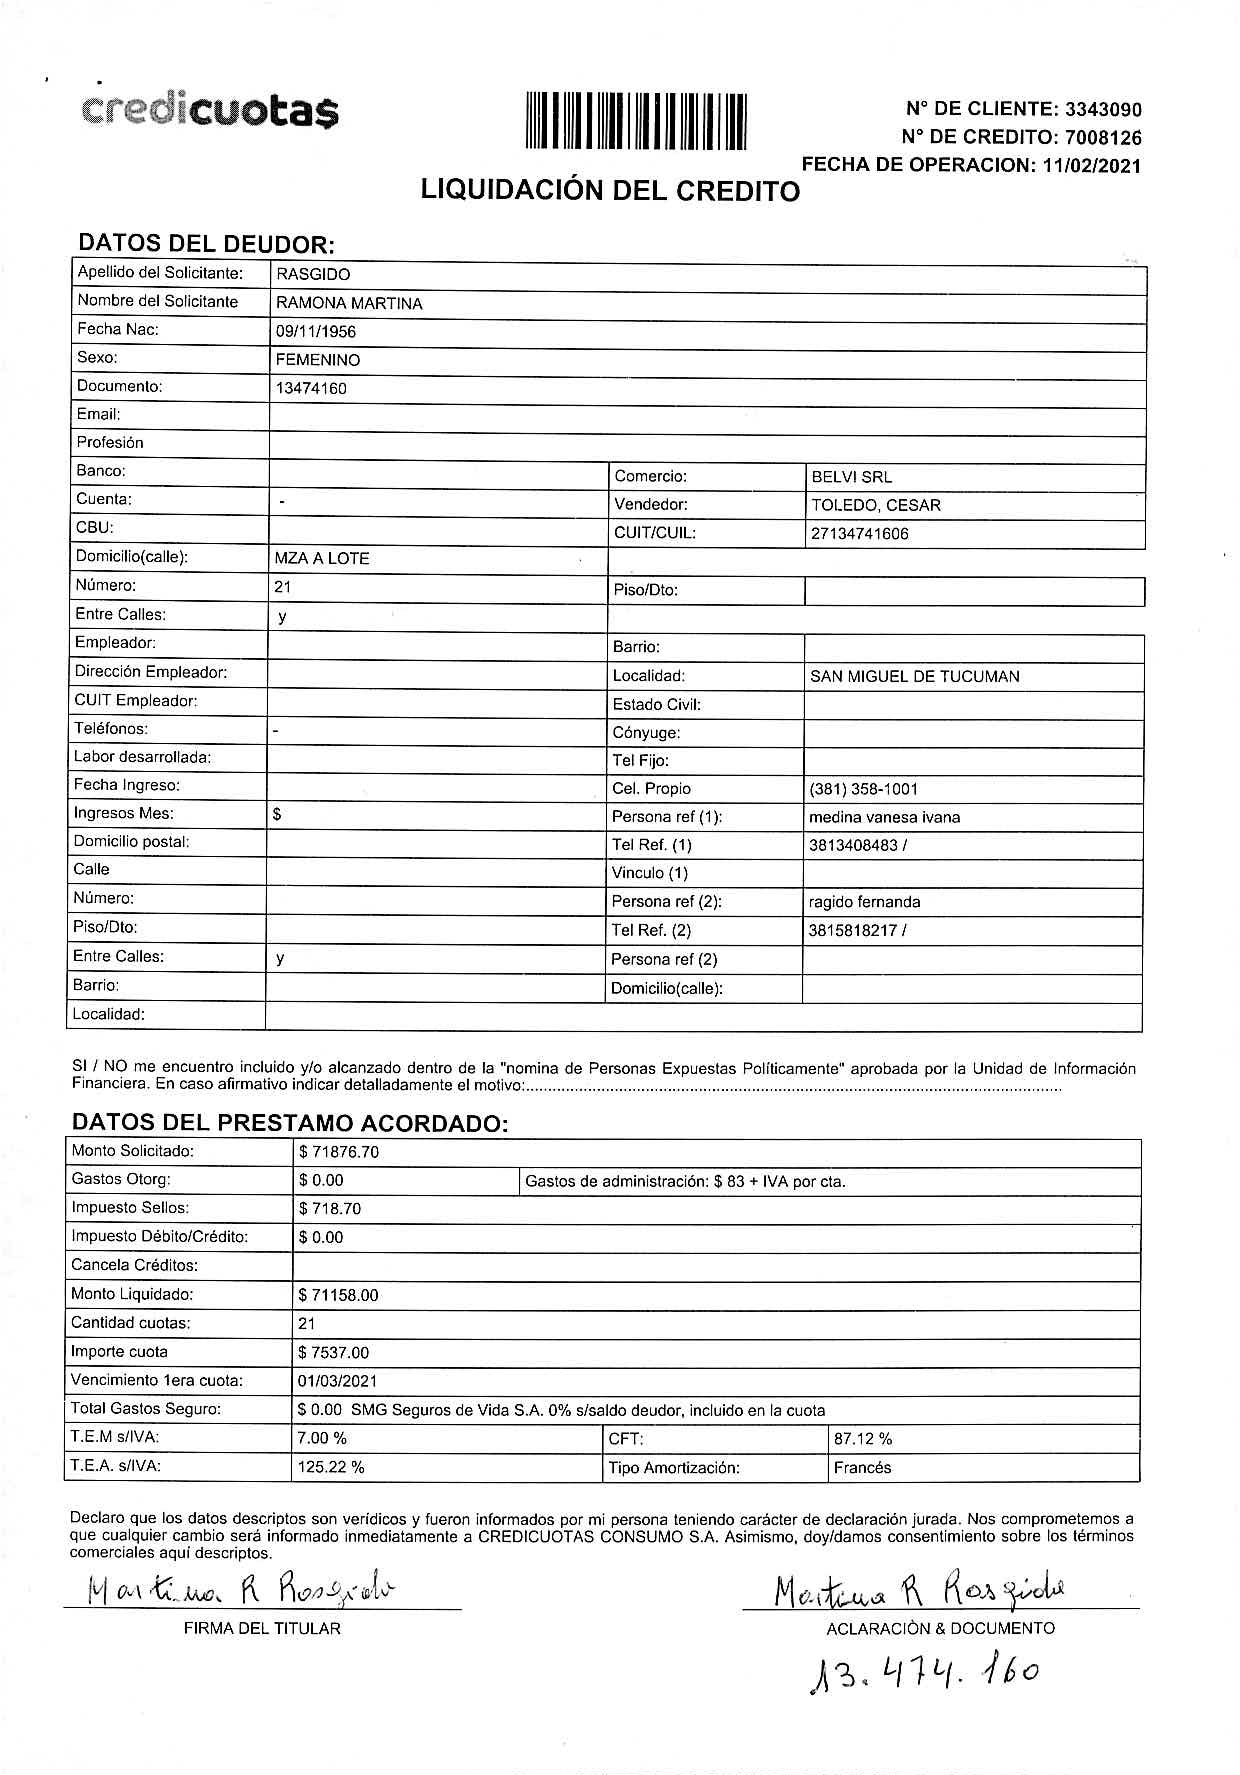 credicuotas
N° DE CLIENTE: 3343090
N° DE CREDITO: 7008126
FECHA DE OPERACION: 11/02/2021
LIQUIDACIÓN DEL CREDITO
DATOS DEL DEUDOR:
Apellido del Solicitante: RASGIDO
Nombre del Solicitante RAMONA MARTINA
Fecha Nac: 09/11/1956
Sexo: FEMENINO
Documento: 13474160
Email:
Profesión
Banco: Comercio: BELVI SRL
Cuenta: - Vendedor: TOLEDO, CESAR
CBU: CUIT/CUIL: 27134741606
Domicilio(calle): MZA A LOTE
Número: 21 Piso/Dto:
Entre Calles: y
Empleador: Barrio:
Dirección Empleador: Localidad: SAN MIGUEL DE TUCUMAN
CUIT Empleador: Estado Civil:
Teléfonos: - Cónyuge:
Labor desarrollada: Tel Fijo:
Fecha Ingreso: Cel. Propio (381) 358-1001
Ingresos Mes: $ Persona ref (1): medina vanesa ivana
Domicilio postal: Tel Ref. (1) 3813408483 /
Calle Vinculo (1)
Número: Persona ref (2): ragido fernanda
Piso/Dto: Tel Ref. (2) 3815818217 /
Entre Calles: y Persona ref (2)
Barrio: Domicilio(calle):
Localidad:
SI / NO me encuentro incluido y/o alcanzado dentro de la "nomina de Personas Expuestas Políticamente" aprobada por la Unidad de Información
Financiera. En caso afirmativo indicar detalladamente el motivo:..........................................................................................................................
DATOS DEL PRESTAMO ACORDADO:
Monto Solicitado: $ 71876.70
Gastos Otorg: $ 0.00 Gastos de administración: $ 83 + IVA por cta.
Impuesto Sellos: $ 718.70
Impuesto Débito/Crédito: $ 0.00
Cancela Créditos:
Monto Liquidado: $ 71158.00
Cantidad cuotas: 21
Importe cuota $ 7537.00
Vencimiento 1era cuota: 01/03/2021
Total Gastos Seguro: $ 0.00 SMG Seguros de Vida S.A. 0% s/saldo deudor, incluido en la cuota
T.E.M s/IVA: 7.00 % CFT: 87.12 %
T.E.A. s/IVA: 125.22 % Tipo Amortización: Francés
Declaro que los datos descriptos son verídicos y fueron informados por mi persona teniendo carácter de declaración jurada. Nos comprometemos a
que cualquier cambio será informado inmediatamente a CREDICUOTAS CONSUMO S.A. Asimismo, doy/damos consentimiento sobre los términos
comerciales aquí descriptos.
Martina R Rasgido Martina R Rasgido
FIRMA DEL TITULAR ACLARACIÒN & DOCUMENTO
13.474.160